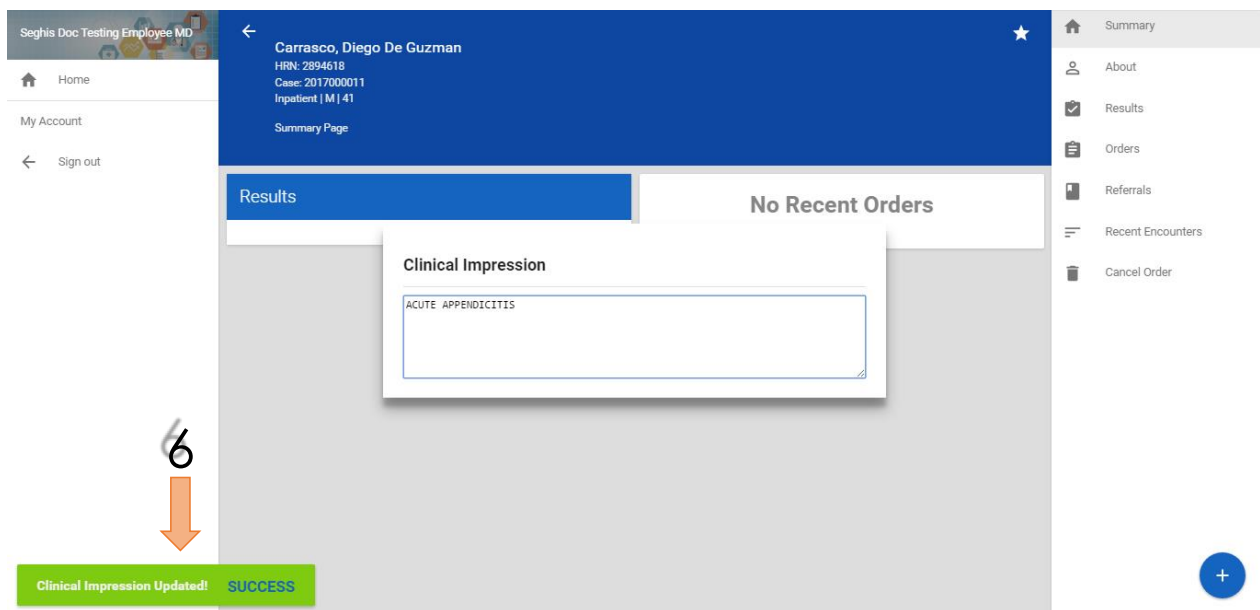 Seghis Doc Testing Employee MD
Home
My Account
Sign out
Carrasco, Diego De Guzman
HRN: 2894618
Case: 2017000011
Inpatient | M | 41
Summary Page
Results
No Recent Orders
Clinical Impression
ACUTE APPENDICITIS
6
Clinical Impression Updated! SUCCESS
Summary
About
Results
Orders
Referrals
Recent Encounters
Cancel Order
+